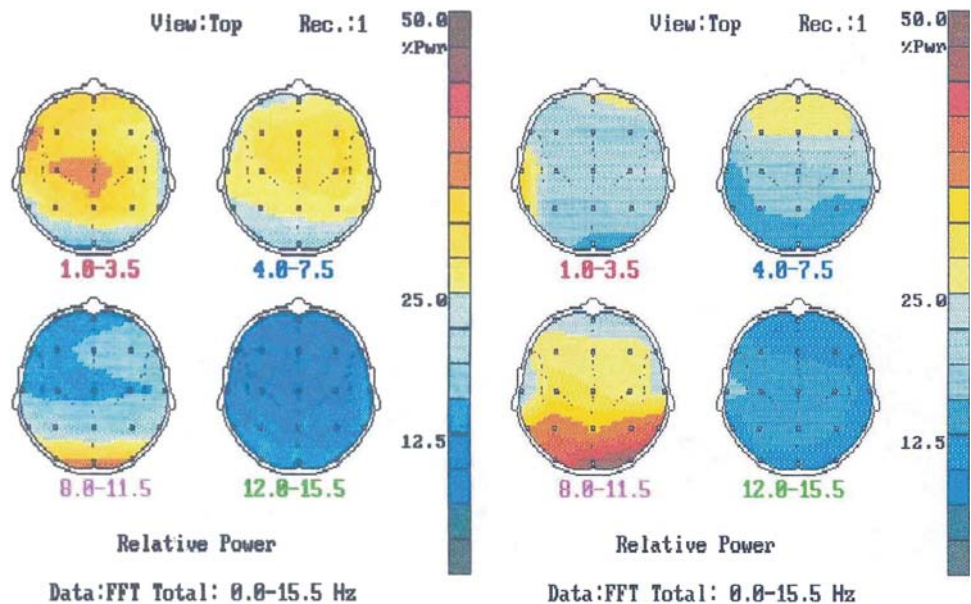 View:Top Rec.:1 50.0
%Pwr
1.0-3.5 4.0-7.5
25.0
12.5
8.0-11.5 12.0-15.5
Relative Power
Data:FFT Total: 0.0-15.5 Hz
View:Top Rec.:1 50.0
%Pwr
1.0-3.5 4.0-7.5
25.0
12.5
8.0-11.5 12.0-15.5
Relative Power
Data:FFT Total: 0.0-15.5 Hz